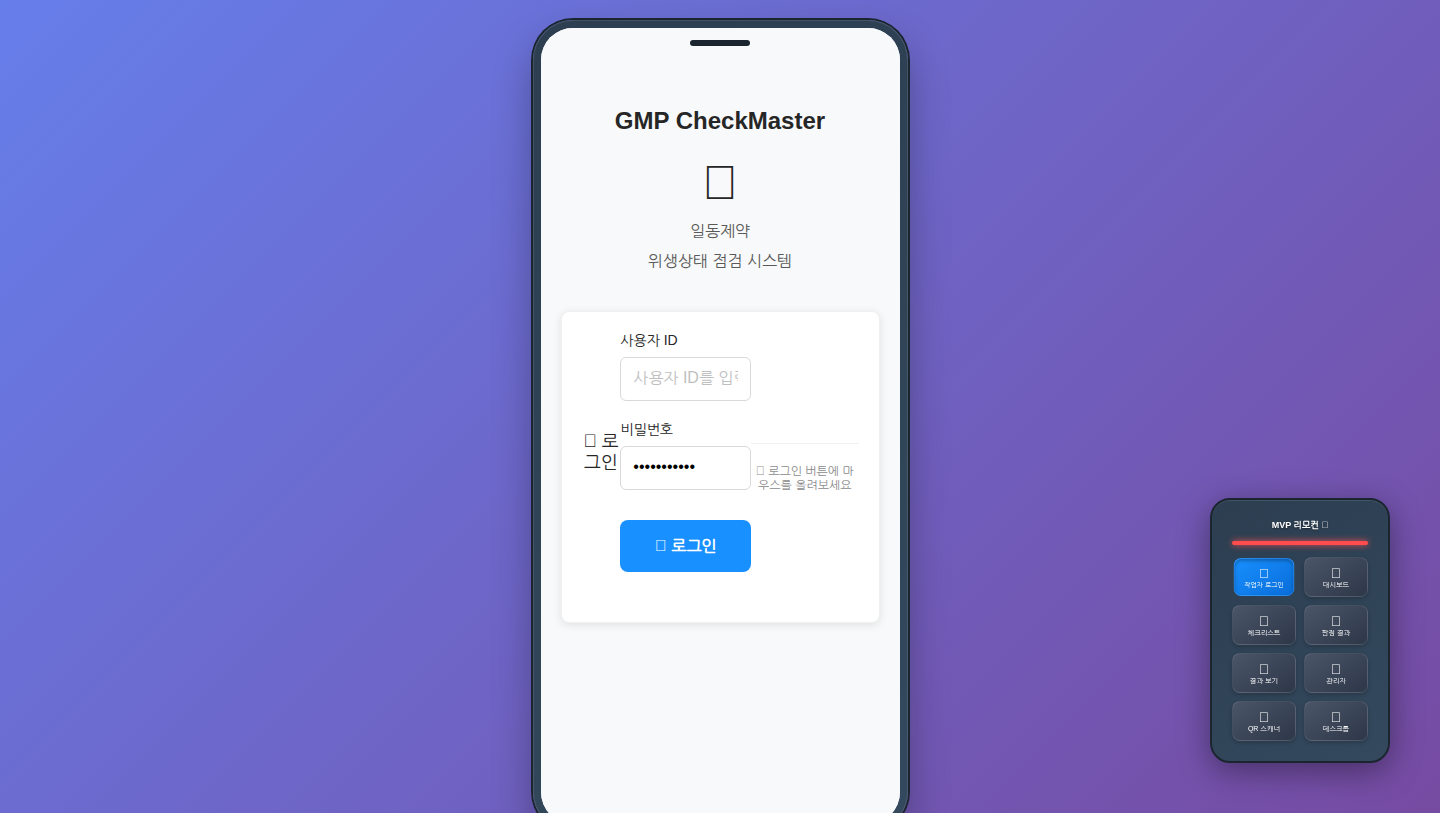 GMP CheckMaster
일동제약
위생상태 점검 시스템
로
그인
사용자 ID
사용자 ID를 입
비밀번호
•••••••••••
로그인
로그인 버튼에 마
우스를 올려보세요
MVP 리모컨
작업자 로그인
대시보드
체크리스트
판정 결과
결과 보기
관리자
QR 스캐너
데스크톱